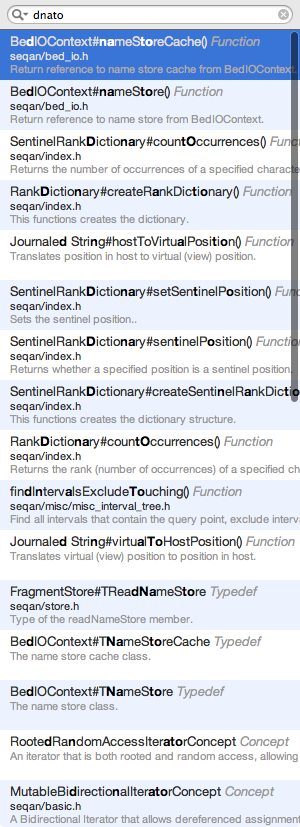 dnato
BedIOContext#nameStoreCache() Function
seqan/bed_io.h
Return reference to name store cache from BedIOContext.
BedIOContext#nameStore() Function
seqan/bed_io.h
Return reference to name store from BedIOContext.
SentinelRankDictionary#countOccurrences() Function
seqan/index.h
Returns the number of occurrences of a specified characte
RankDictionary#createRankDictionary() Function
seqan/index.h
This functions creates the dictionary.
Journaled String#hostToVirtualPosition() Function
Translates position in host to virtual (view) position.
SentinelRankDictionary#setSentinelPosition() Function
seqan/index.h
Sets the sentinel position..
SentinelRankDictionary#sentinelPosition() Function
seqan/index.h
Returns whether a specified position is a sentinel position.
SentinelRankDictionary#createSentinelRankDictio
seqan/index.h
This functions creates the dictionary structure.
RankDictionary#countOccurrences() Function
seqan/index.h
Returns the rank (number of occurrences) of a specified ch
findIntervalsExcludeTouching() Function
seqan/misc/misc_interval_tree.h
Find all intervals that contain the query point, exclude interv
Journaled String#virtualToHostPosition() Function
Translates virtual (view) position to position in host.
FragmentStore#TReadNameStore Typedef
seqan/store.h
Type of the readNameStore member.
BedIOContext#TNameStoreCache Typedef
The name store cache class.
BedIOContext#TNameStore Typedef
The name store class.
RootedRandomAccessIteratorConcept Concept
An iterator that is both rooted and random access, allowing
MutableBidirectionalIteratorConcept Concept
seqan/basic.h
A Bidirectional Iterator that allows dereferenced assignment